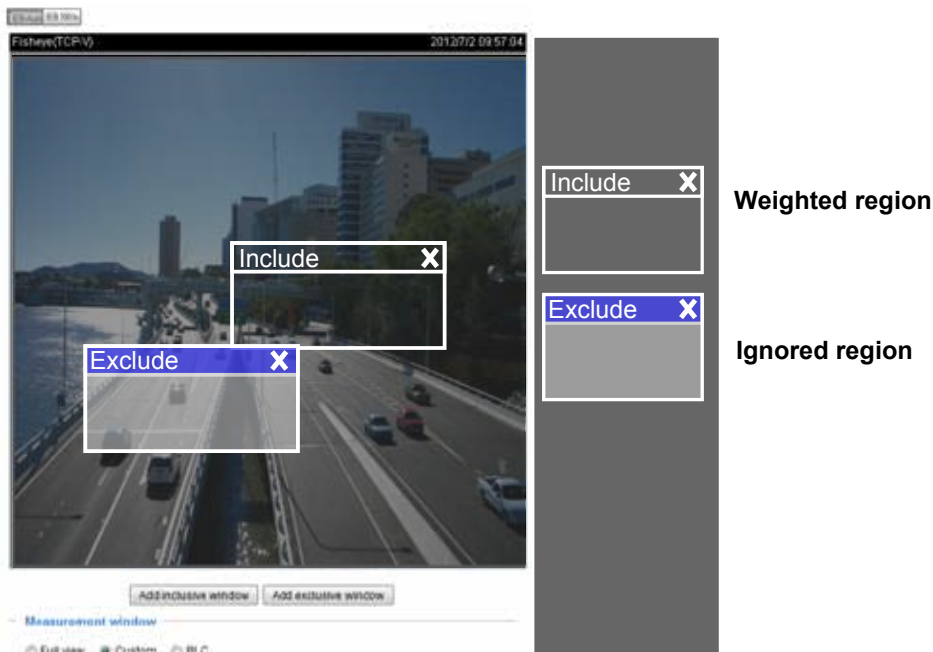 Fisheye(TCP-V) 2012/7/2 09:57:04
Include
Weighted region
Include
Exclude
Ignored region
Exclude
Add inclusive window Add exclusive window
Measurement window
Full view Custom BLC